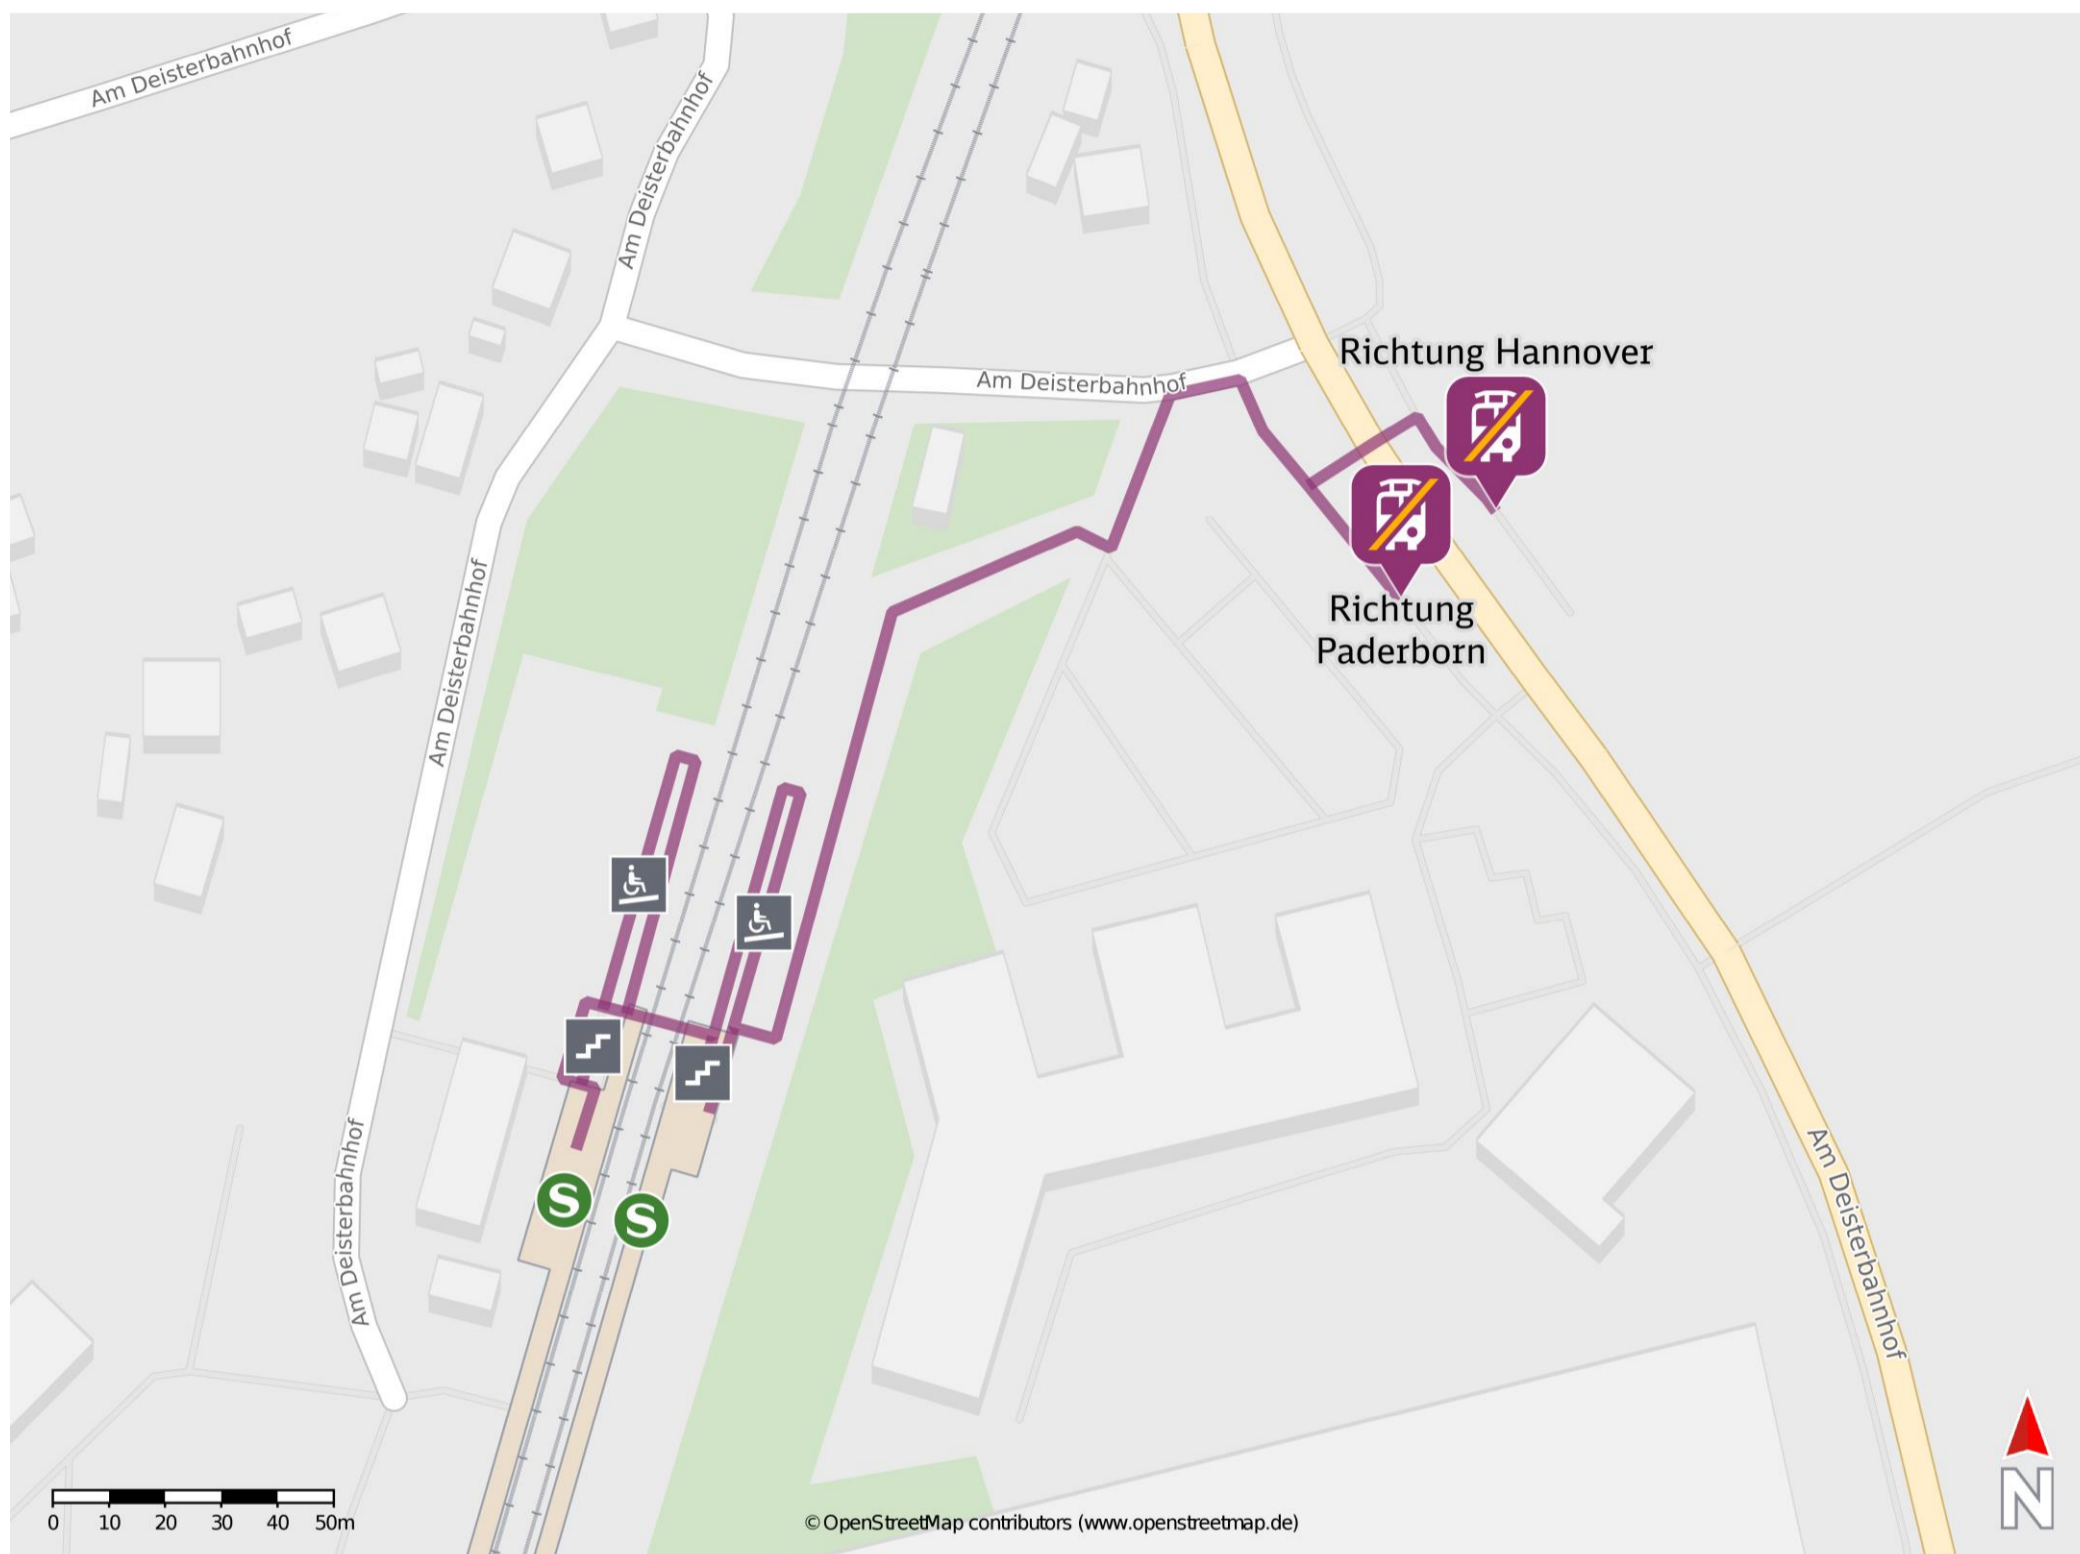 Am Deisterbahnhof
Am Deisterbahnhof
Richtung Hannover
Am Deisterbahnhof
Richtung
Paderborn
Am Deisterbahnhof
S
S
Am Deisterbahnhof
Am Deisterbahnhof
N
0 10 20 30 40 50m
© OpenStreetMap contributors (www.openstreetmap.de)